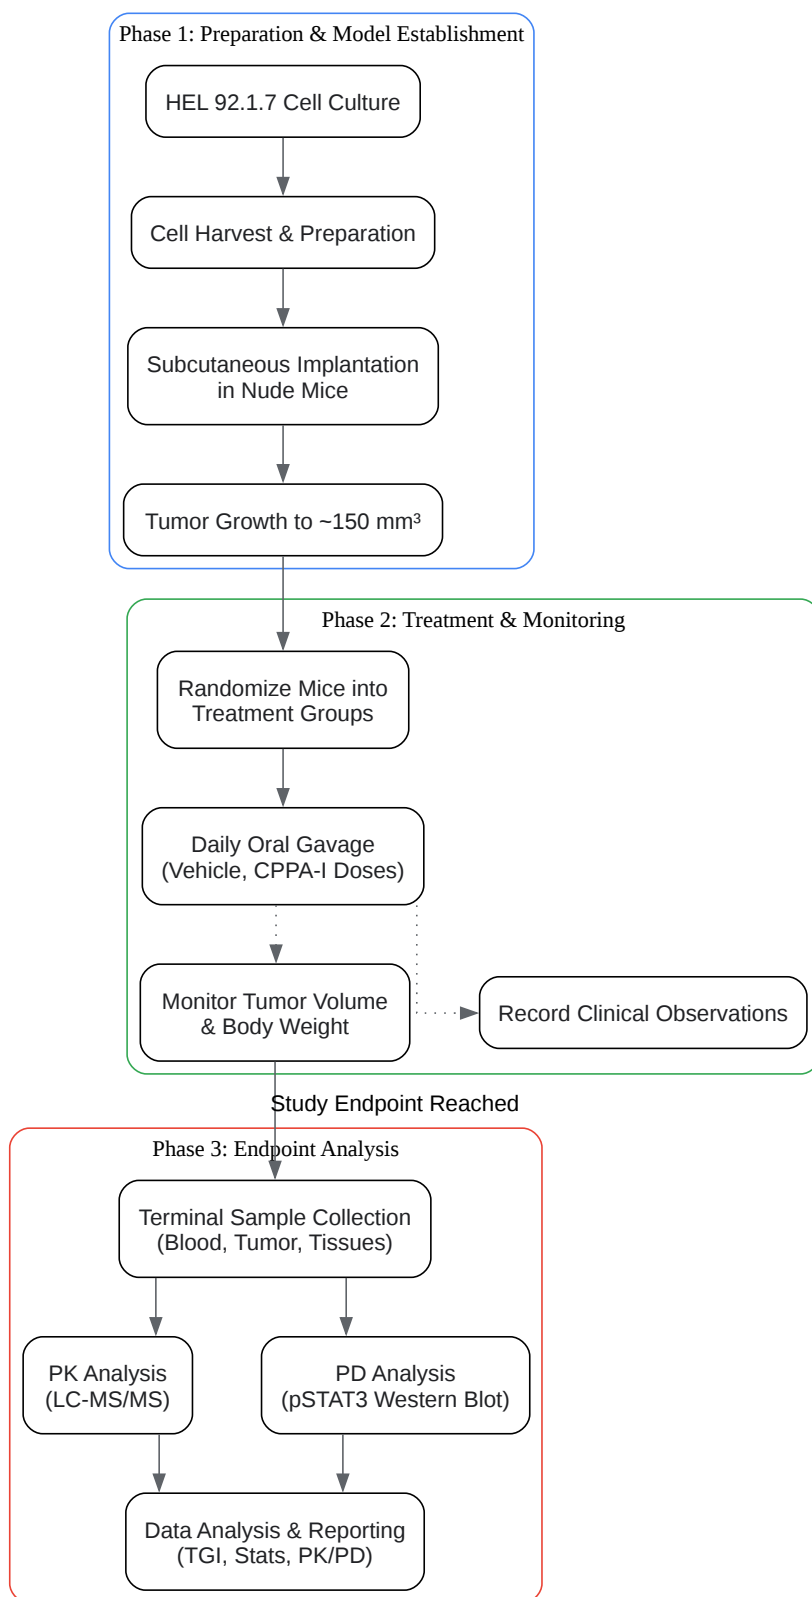 Phase 1: Preparation & Model Establishment
HEL 92.1.7 Cell Culture
Cell Harvest & Preparation
Subcutaneous Implantation
in Nude Mice
Tumor Growth to ~150 mm³
Phase 2: Treatment & Monitoring
Randomize Mice into
Treatment Groups
Daily Oral Gavage
(Vehicle, CPPA-I Doses)
Monitor Tumor Volume
& Body Weight
Record Clinical Observations
Study Endpoint Reached
Phase 3: Endpoint Analysis
Terminal Sample Collection
(Blood, Tumor, Tissues)
PK Analysis
(LC-MS/MS)
PD Analysis
(pSTAT3 Western Blot)
Data Analysis & Reporting
(TGI, Stats, PK/PD)